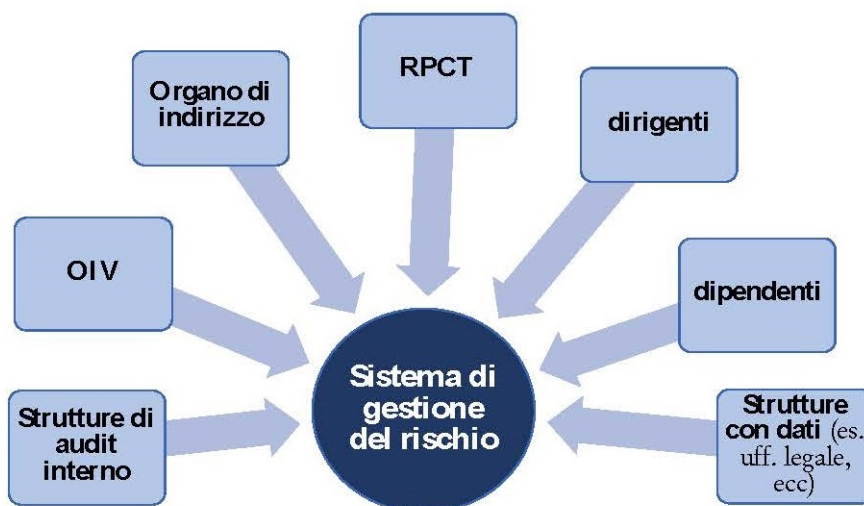 RPCT
Organo di
indirizzo
dirigenti
OIV
dipendenti
Strutture di
audit
interno
Sistema di
gestione
del rischio
Strutture
con dati (es.
uff. legale,
ecc)